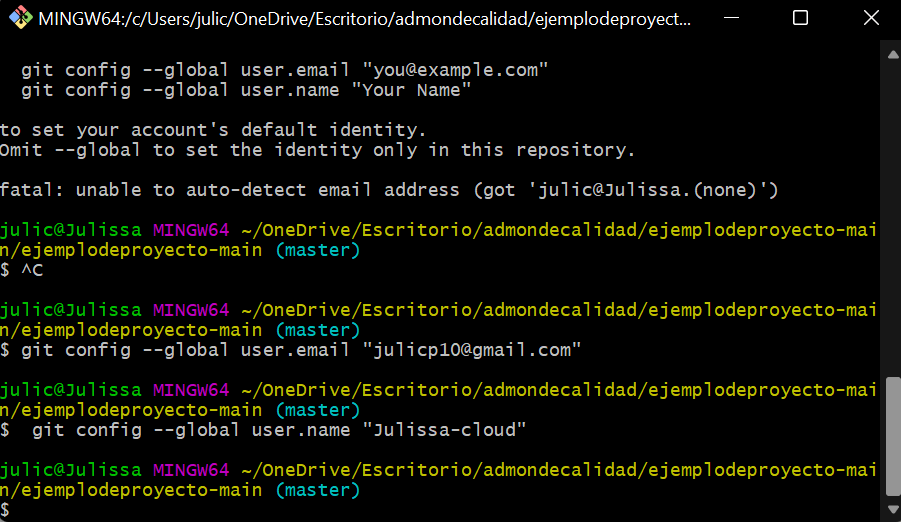 MINGW64:/c/Users/julic/OneDrive/Escritorio/admondecalidad/ejemplodeproyect...
  git config --global user.email "you@example.com"
  git config --global user.name "Your Name"
to set your account's default identity.
Omit --global to set the identity only in this repository.
fatal: unable to auto-detect email address (got 'julic@Julissa.(none)')
julic@Julissa MINGW64 ~/OneDrive/Escritorio/admondecalidad/ejemplodeproyecto-mai
n/ejemplodeproyecto-main (master)
$ ^C
julic@Julissa MINGW64 ~/OneDrive/Escritorio/admondecalidad/ejemplodeproyecto-mai
n/ejemplodeproyecto-main (master)
$ git config --global user.email "julicp10@gmail.com"
julic@Julissa MINGW64 ~/OneDrive/Escritorio/admondecalidad/ejemplodeproyecto-mai
n/ejemplodeproyecto-main (master)
$  git config --global user.name "Julissa-cloud"
julic@Julissa MINGW64 ~/OneDrive/Escritorio/admondecalidad/ejemplodeproyecto-mai
n/ejemplodeproyecto-main (master)
$